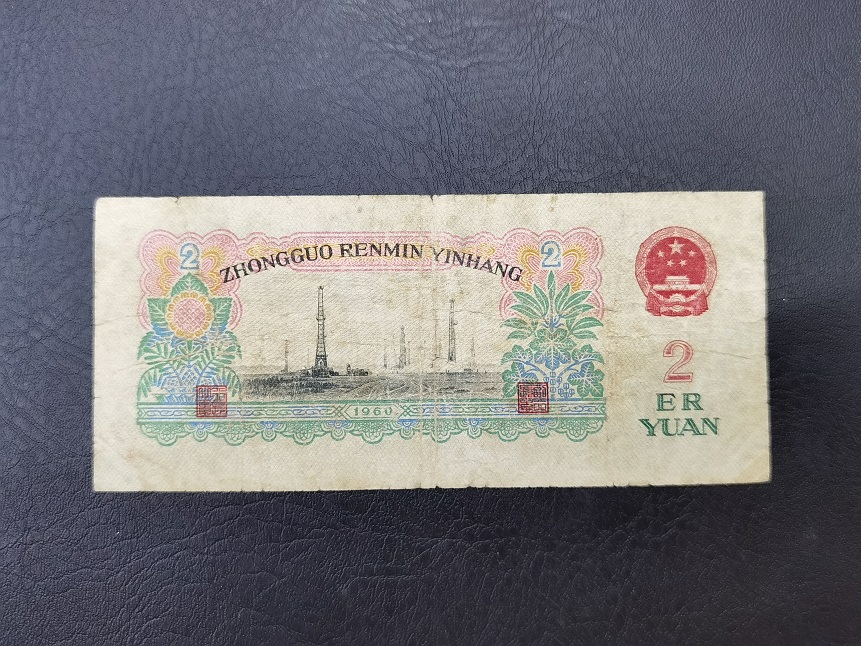 2
2
ZHONGGUO RENMIN YINHANG
1960
2
ER
YUAN